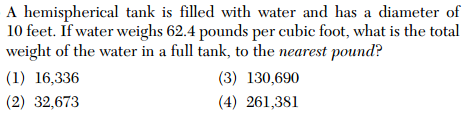 A hemispherical tank is filled with water and has a diameter of
10 feet. If water weighs 62.4 pounds per cubic foot, what is the total
weight of the water in a full tank, to the nearest pound?
(1) 16,336 (3) 130,690
(2) 32,673 (4) 261,381